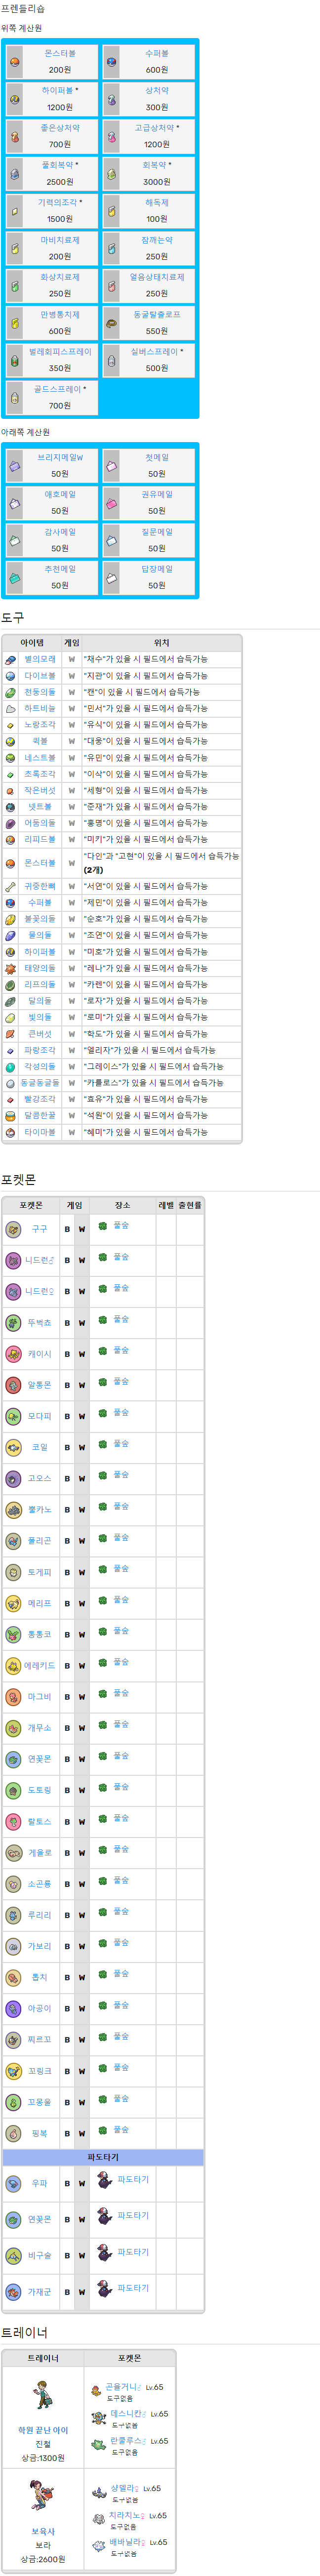 프렌들리숍
위쪽 계산원
몬스터볼
200원
수퍼볼
600원
하이퍼볼 *
1200원
상처약
300원
좋은상처약
700원
고급상처약 *
1200원
풀회복약 *
2500원
회복약 *
3000원
기력의조각 *
1500원
해독제
100원
마비치료제
200원
잠깨는약
250원
화상치료제
250원
얼음상태치료제
250원
만병통치제
600원
동굴탈출로프
550원
벌레회피스프레이
350원
실버스프레이 *
500원
골드스프레이 *
700원
아래쪽 계산원
브리지메일W
50원
첫메일
50원
애호메일
50원
권유메일
50원
감사메일
50원
질문메일
50원
추천메일
50원
답장메일
50원
도구
아이템 게임 위치
별의모래 W "재수"가 있을 시 필드에서 습득가능
다이브볼 W "지관"이 있을 시 필드에서 습득가능
천둥의돌 W "캔"이 있을 시 필드에서 습득가능
하트비늘 W "민서"가 있을 시 필드에서 습득가능
노랑조각 W "유식"이 있을 시 필드에서 습득가능
퀵볼 W "대웅"이 있을 시 필드에서 습득가능
네스트볼 W "유민"이 있을 시 필드에서 습득가능
초록조각 W "이삭"이 있을 시 필드에서 습득가능
작은버섯 W "세형"이 있을 시 필드에서 습득가능
넷트볼 W "준재"가 있을 시 필드에서 습득가능
어둠의돌 W "홍명"이 있을 시 필드에서 습득가능
리피드볼 W "미키"가 있을 시 필드에서 습득가능
몬스터볼 W "다인"과 "고현"이 있을 시 필드에서 습득가능
(2개)
귀중한뼈 W "서연"이 있을 시 필드에서 습득가능
수퍼볼 W "제민"이 있을 시 필드에서 습득가능
불꽃의돌 W "순호"가 있을 시 필드에서 습득가능
물의돌 W "조연"이 있을 시 필드에서 습득가능
하이퍼볼 W "미호"가 있을 시 필드에서 습득가능
태양의돌 W "레나"가 있을 시 필드에서 습득가능
리프의돌 W "카렌"이 있을 시 필드에서 습득가능
달의돌 W "로자"가 있을 시 필드에서 습득가능
빛의돌 W "로미"가 있을 시 필드에서 습득가능
큰버섯 W "학도"가 있을 시 필드에서 습득가능
파랑조각 W "엘리자"가 있을 시 필드에서 습득가능
각성의돌 W "그레이스"가 있을 시 필드에서 습득가능
동글동글돌 W "카를로스"가 있을 시 필드에서 습득가능
빨강조각 W "효유"가 있을 시 필드에서 습득가능
달콤한꿀 W "석원"이 있을 시 필드에서 습득가능
타이마볼 W "혜미"가 있을 시 필드에서 습득가능
포켓몬
포켓몬 게임 장소 레벨 출현률
구구 B W 풀숲
니드런♂ B W 풀숲
니드런♀ B W 풀숲
뚜벅쵸 B W 풀숲
캐이시 B W 풀숲
알통몬 B W 풀숲
모다피 B W 풀숲
코일 B W 풀숲
고오스 B W 풀숲
뿔카노 B W 풀숲
폴리곤 B W 풀숲
토게피 B W 풀숲
메리프 B W 풀숲
통통코 B W 풀숲
에레키드 B W 풀숲
마그비 B W 풀숲
개무소 B W 풀숲
연꽃몬 B W 풀숲
도토링 B W 풀숲
랄토스 B W 풀숲
게을로 B W 풀숲
소곤룡 B W 풀숲
루리리 B W 풀숲
가보리 B W 풀숲
톱치 B W 풀숲
아공이 B W 풀숲
찌르꼬 B W 풀숲
꼬링크 B W 풀숲
꼬몽울 B W 풀숲
핑복 B W 풀숲
파도타기
우파 B W 파도타기
연꽃몬 B W 파도타기
비구술 B W 파도타기
가재군 B W 파도타기
트레이너
트레이너 포켓몬
학원 끝난 아이
진철
상금:1300원
곤율거니♂ Lv.65
도구없음
데스니칸♂ Lv.65
도구없음
란쿨루스♂ Lv.65
도구없음
보육사
보라
상금:2600원
샹델라♀ Lv.65
도구없음
치라치노♀ Lv.65
도구없음
배바닐라♀ Lv.65
도구없음